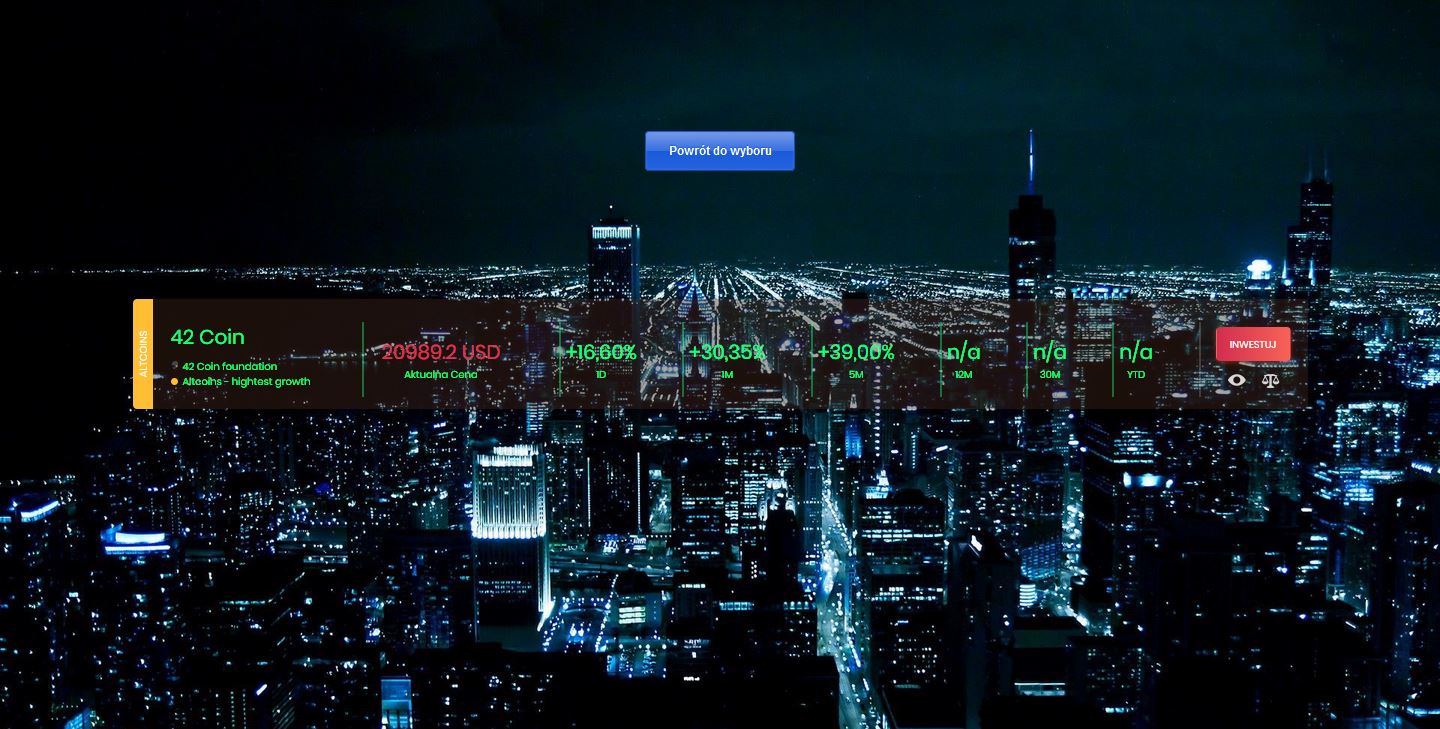 Powrót do wyboru
ALTCOINS
42 Coin
42 Coin foundation
Altcoins - hightest growth
20989.2 USD
Aktualna Cena
+16,60%
1D
+30,35%
1M
+39,00%
5M
n/a
12M
n/a
30M
n/a
YTD
INWESTUJ